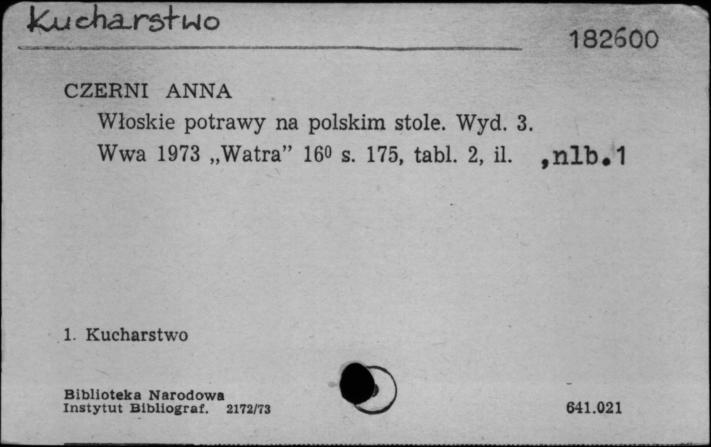 Kucharstwo
182600
CZERNI ANNA
Włoskie potrawy na polskim stole. Wyd. 3.
Wwa 1973 „Watra” 16⁰ s. 175, tabl. 2, il. ,nlb.1
1. Kucharstwo
Biblioteka Narodowa
Instytut Bibliograf. 2172/73
641.021